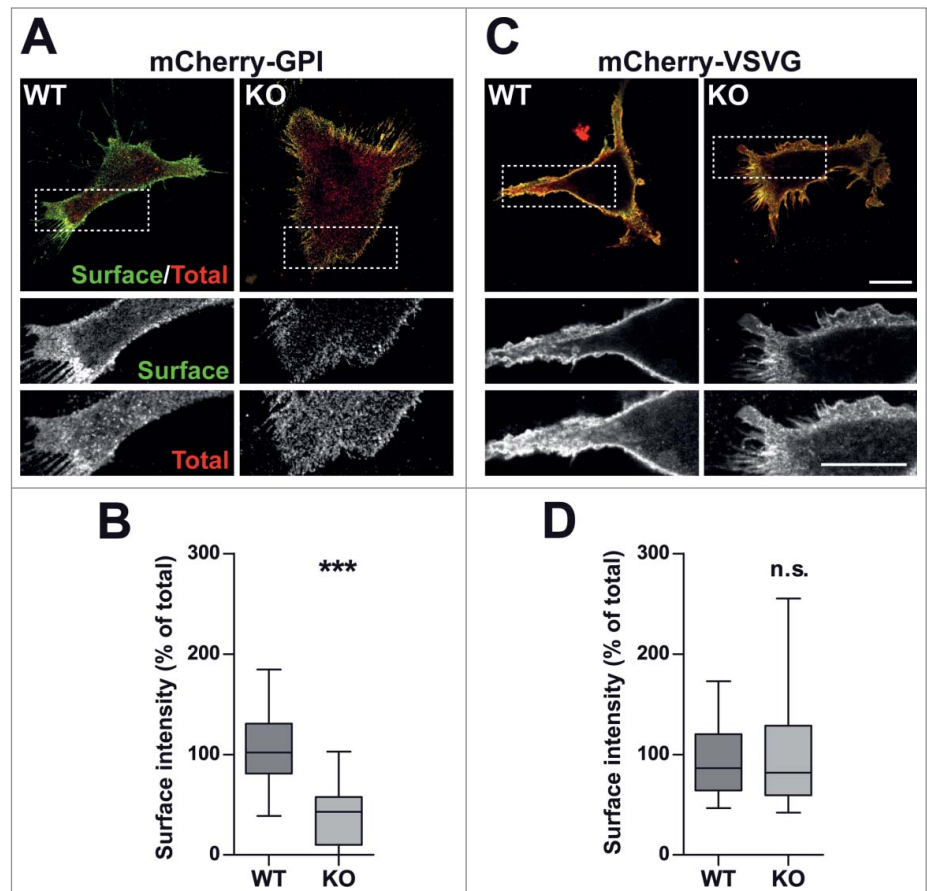 A
mCherry-GPI
WT
KO
Surface/Total
Surface
Total
C
mCherry-VSVG
WT
KO
B
Surface intensity (% of total)
300
200
100
0
***
WT
KO
D
Surface intensity (% of total)
300
200
100
0
n.s.
WT
KO